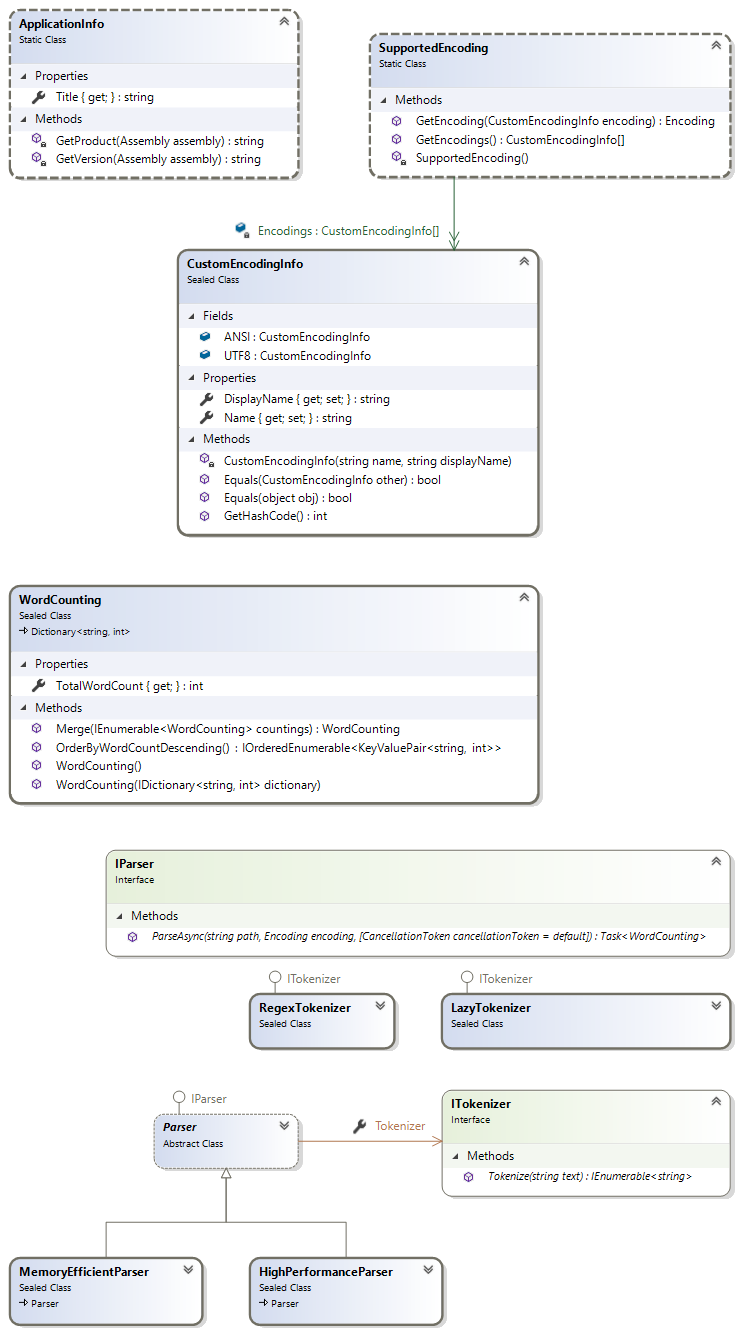 ApplicationInfo
Static Class
Properties
Title { get; } : string
Methods
GetProduct(Assembly assembly) : string
GetVersion(Assembly assembly) : string
SupportedEncoding
Static Class
Methods
GetEncoding(CustomEncodingInfo encoding) : Encoding
GetEncodings() : CustomEncodingInfo[]
SupportedEncoding()
Encodings : CustomEncodingInfo[]
CustomEncodingInfo
Sealed Class
Fields
ANSI : CustomEncodingInfo
UTF8 : CustomEncodingInfo
Properties
DisplayName { get; set; } : string
Name { get; set; } : string
Methods
CustomEncodingInfo(string name, string displayName)
Equals(CustomEncodingInfo other) : bool
Equals(object obj) : bool
GetHashCode() : int
WordCounting
Sealed Class
Dictionary<string, int>
Properties
TotalWordCount { get; } : int
Methods
Merge(IEnumerable<WordCounting> countings) : WordCounting
OrderByWordCountDescending() : IOrderedEnumerable<KeyValuePair<string, int>>
WordCounting()
WordCounting(IDictionary<string, int> dictionary)
IParser
Interface
Methods
ParseAsync(string path, Encoding encoding, [CancellationToken cancellationToken = default]) : Task<WordCounting>
ITokenizer
RegexTokenizer
Sealed Class
ITokenizer
LazyTokenizer
Sealed Class
IParser
Parser
Abstract Class
Tokenizer
ITokenizer
Interface
Methods
Tokenize(string text) : IEnumerable<string>
MemoryEfficientParser
Sealed Class
Parser
HighPerformanceParser
Sealed Class
Parser